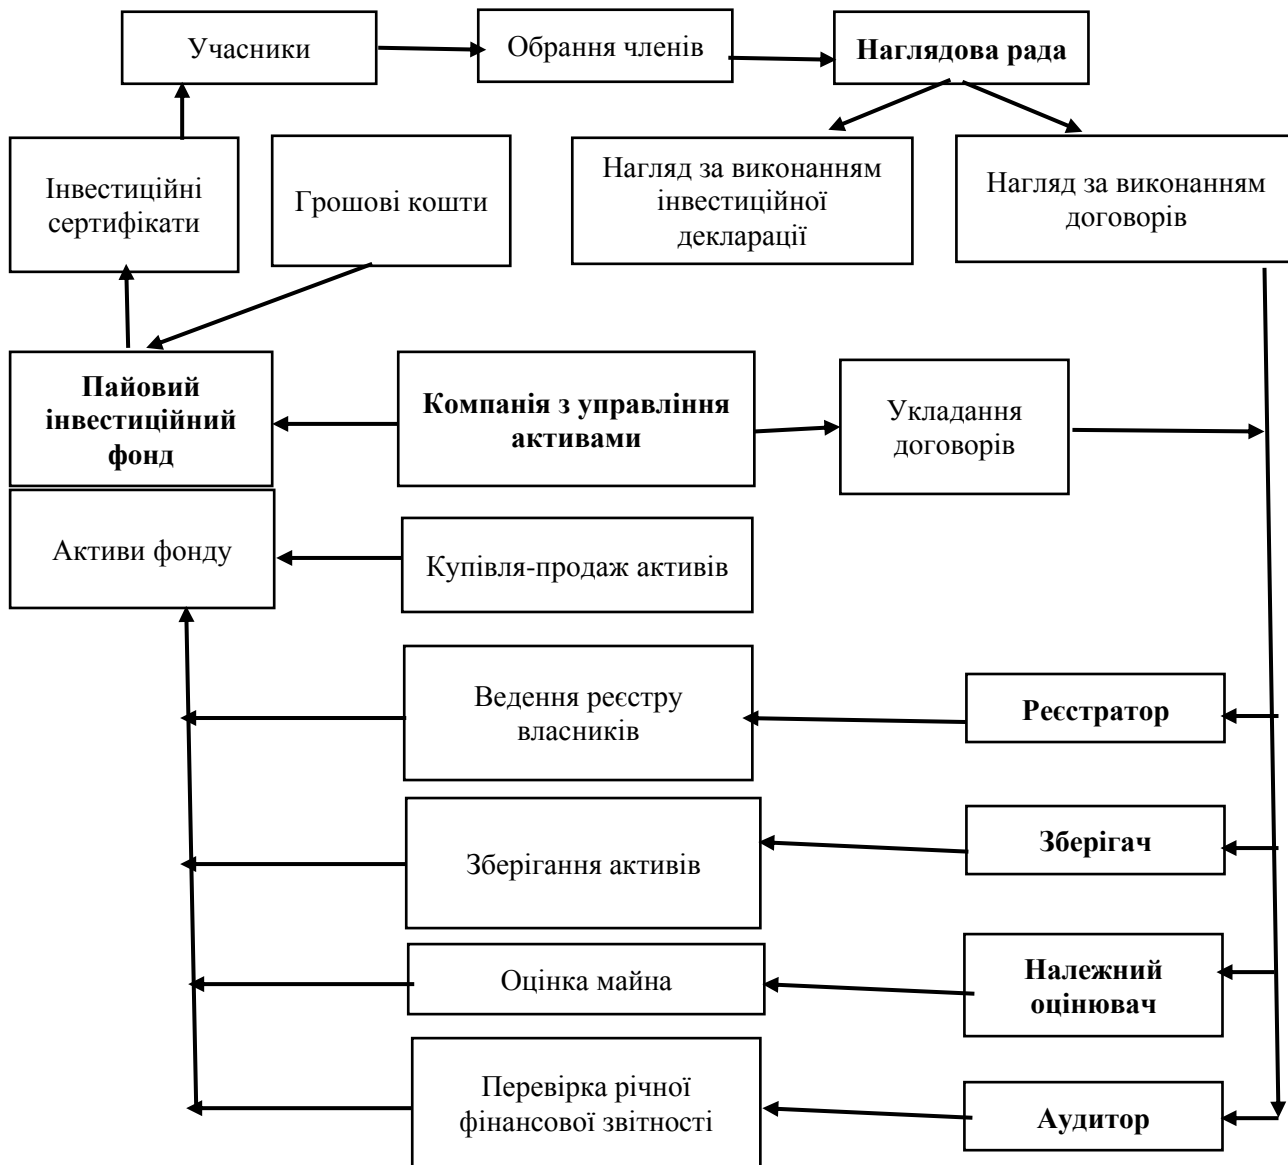 Учасники
Обрання членів
Наглядова рада
Інвестиційні
сертифікати
Грошові кошти
Нагляд за виконанням
інвестиційної
декларації
Нагляд за виконанням
договорів
Пайовий
інвестиційний
фонд
Компанія з управління
активами
Укладання
договорів
Активи фонду
Купівля-продаж активів
Ведення реєстру
власників
Реєстратор
Зберігання активів
Зберігач
Оцінка майна
Належний
оцінювач
Перевірка річної
фінансової звітності
Аудитор